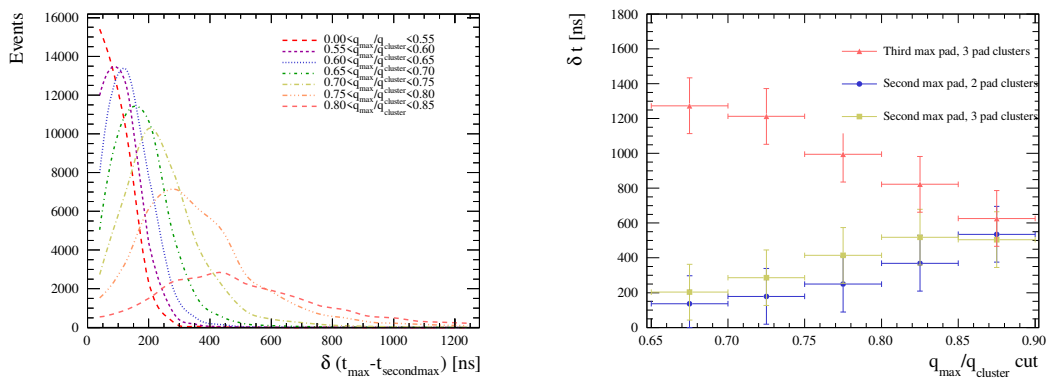 Events
16000
14000
12000
10000
8000
6000
4000
2000
0
0 200 400 600 800 1000 1200
δ (t_max-t_secondmax) [ns]
0.00<q_max/q_cluster<0.55
0.55<q_max/q_cluster<0.60
0.60<q_max/q_cluster<0.65
0.65<q_max/q_cluster<0.70
0.70<q_max/q_cluster<0.75
0.75<q_max/q_cluster<0.80
0.80<q_max/q_cluster<0.85
δ t [ns]
1800
1600
1400
1200
1000
800
600
400
200
0
0.65 0.70 0.75 0.80 0.85 0.90
q_max/q_cluster cut
Third max pad, 3 pad clusters
Second max pad, 2 pad clusters
Second max pad, 3 pad clusters